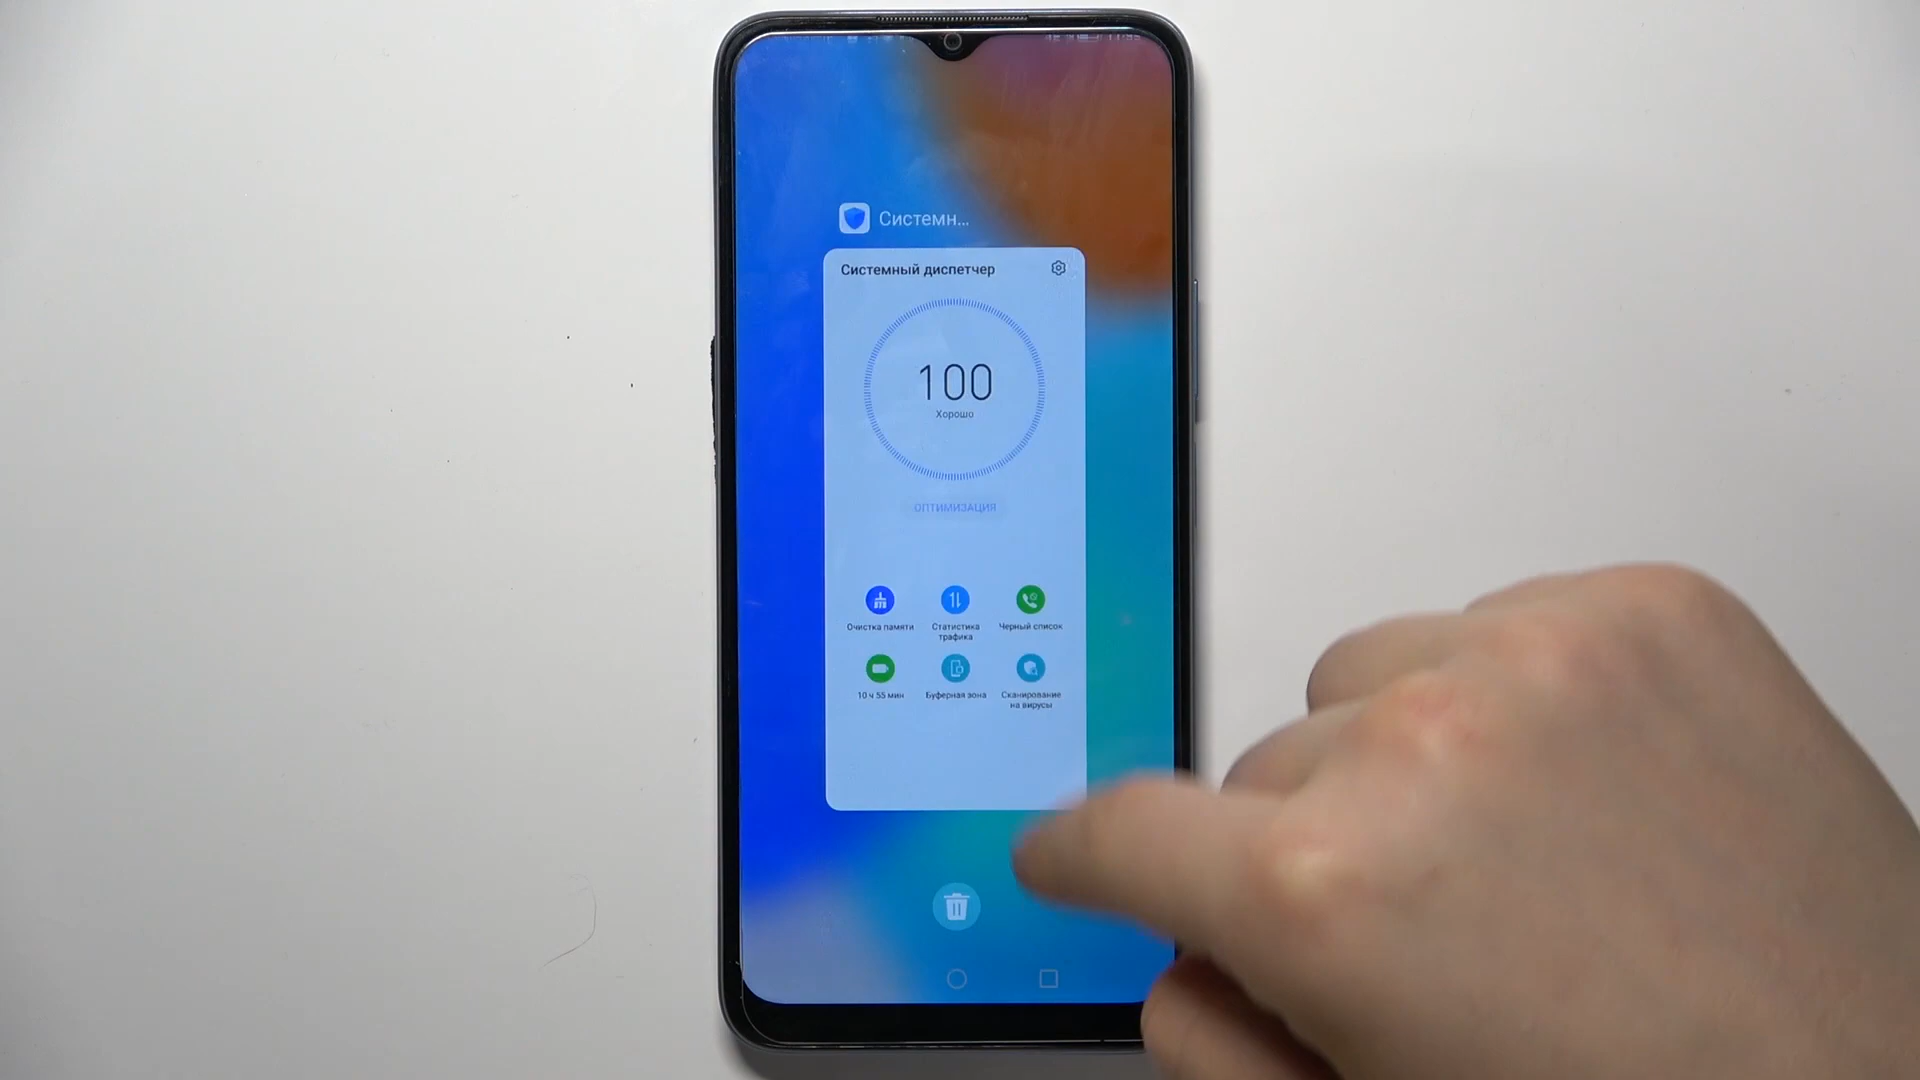 Системн...
Системный диспетчер
100
Хорошо
ОПТИМИЗАЦИЯ
Очистка памяти
Статистика
трафика
Черный список
10 ч 55 мин
Буферная зона
Сканирование
на вирусы